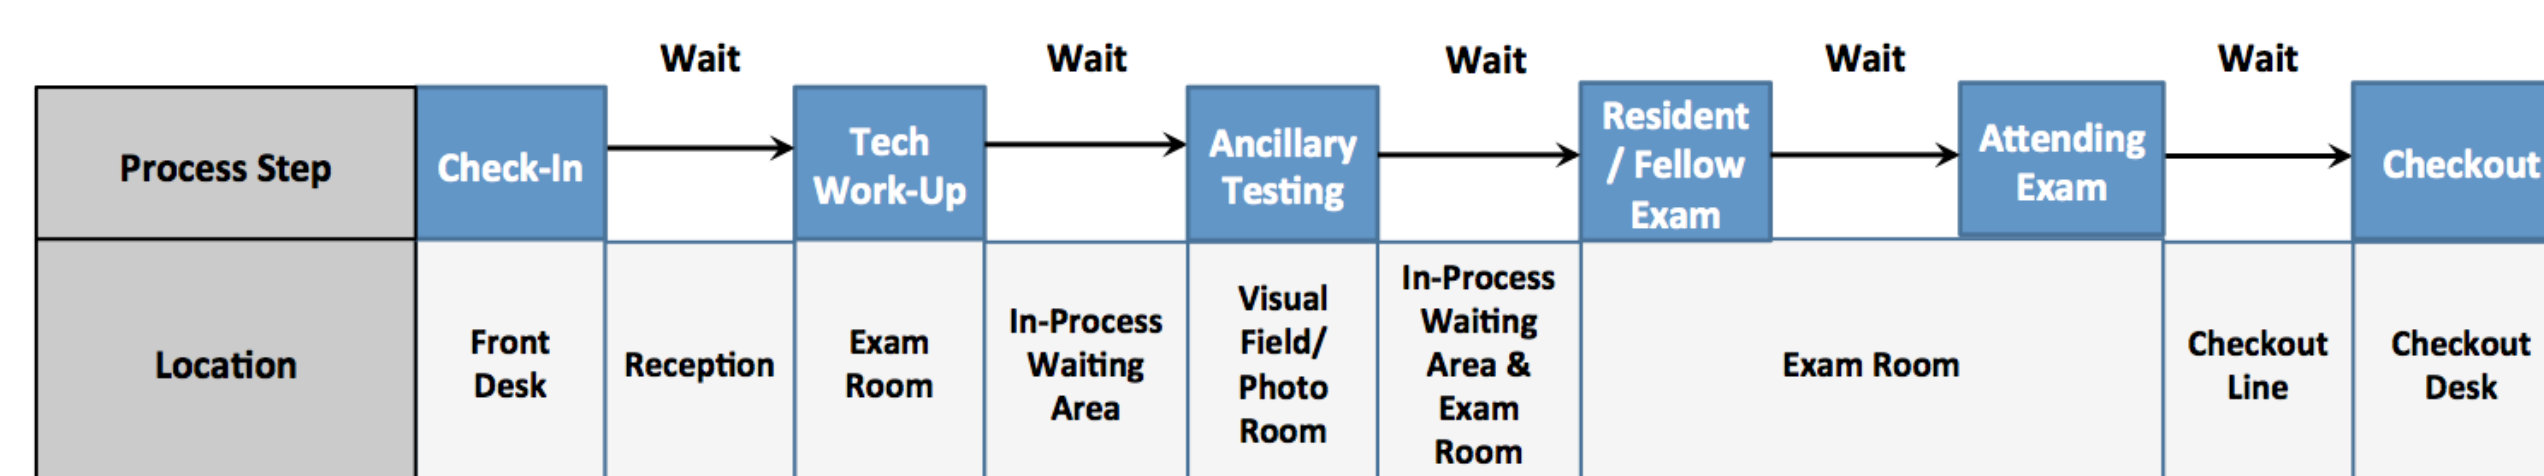 Wait
Wait
Wait
Wait
Wait
Process Step
Check-In
Tech
Work-Up
Ancillary
Testing
Resident
/ Fellow
Exam
Attending
Exam
Checkout
Location
Front
Desk
Reception
Exam
Room
In-Process
Waiting
Area
Visual
Field/
Photo
Room
In-Process
Waiting
Area &
Exam
Room
Exam Room
Checkout
Line
Checkout
Desk